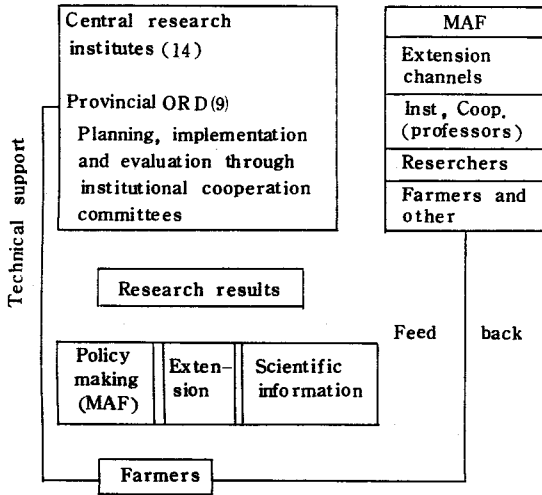 Central research
institutes (14)
Provincial ORD (9)
Planning, implementation
and evaluation through
institutional cooperation
committees
MAF
Extension
channels
Inst, Coop.
(professors)
Reserchers
Farmers and
other
Technical support
Research results
Feed back
Policy
making
(MAF)
Exten-
sion
Scientific
information
Farmers